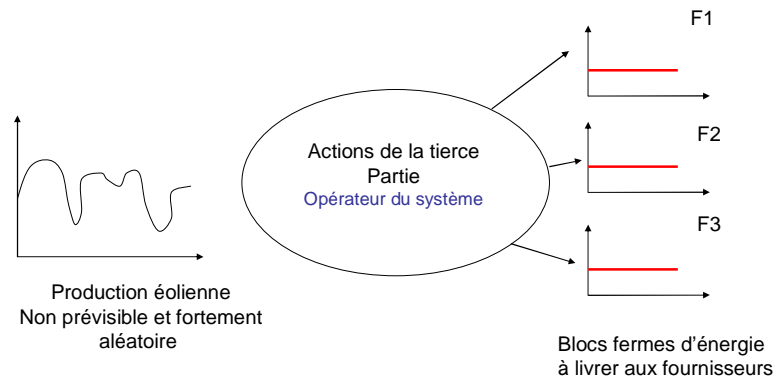 F1
Actions de la tierce
Partie
Opérateur du système
F2
F3
Production éolienne
Non prévisible et fortement
aléatoire
Blocs fermes d'énergie
à livrer aux fournisseurs